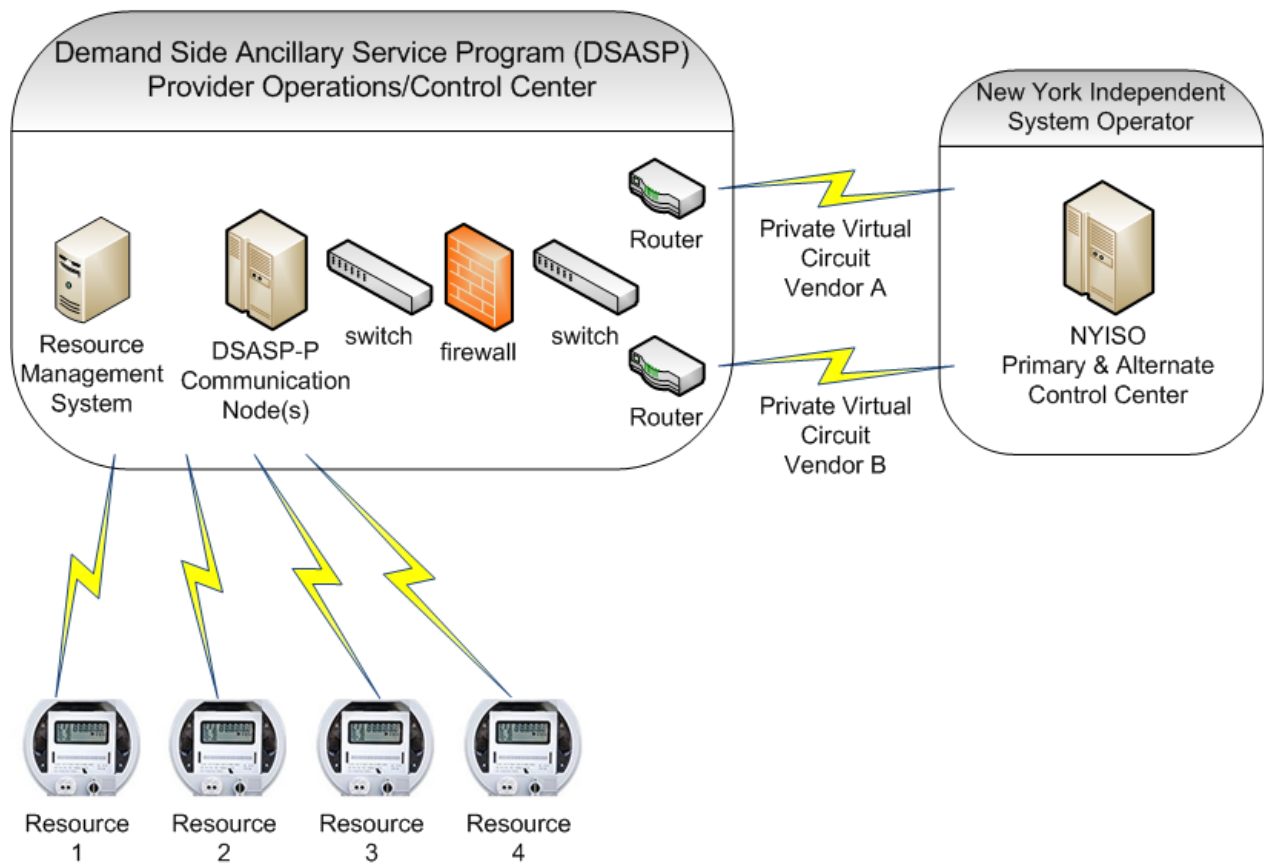 Demand Side Ancillary Service Program (DSASP)
Provider Operations/Control Center
New York Independent
System Operator
Router
Private Virtual
Circuit
Vendor A
Resource
Management
System
DSASP-P
Communication
Node(s)
switch
firewall
switch
Router
Private Virtual
Circuit
Vendor B
NYISO
Primary & Alternate
Control Center
Resource
1
Resource
2
Resource
3
Resource
4